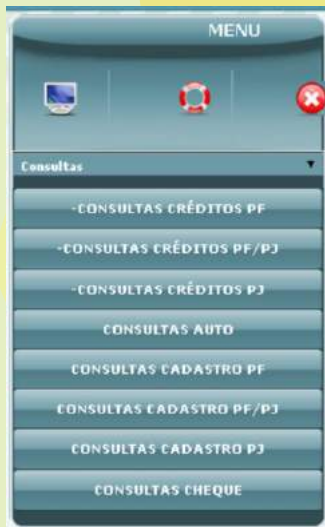 MENU
Consultas
-CONSULTAS CRÉDITOS PF
-CONSULTAS CRÉDITOS PF/PJ
-CONSULTAS CRÉDITOS PJ
CONSULTAS AUTO
CONSULTAS CADASTRO PF
CONSULTAS CADASTRO PF/PJ
CONSULTAS CADASTRO PJ
CONSULTAS CHEQUE